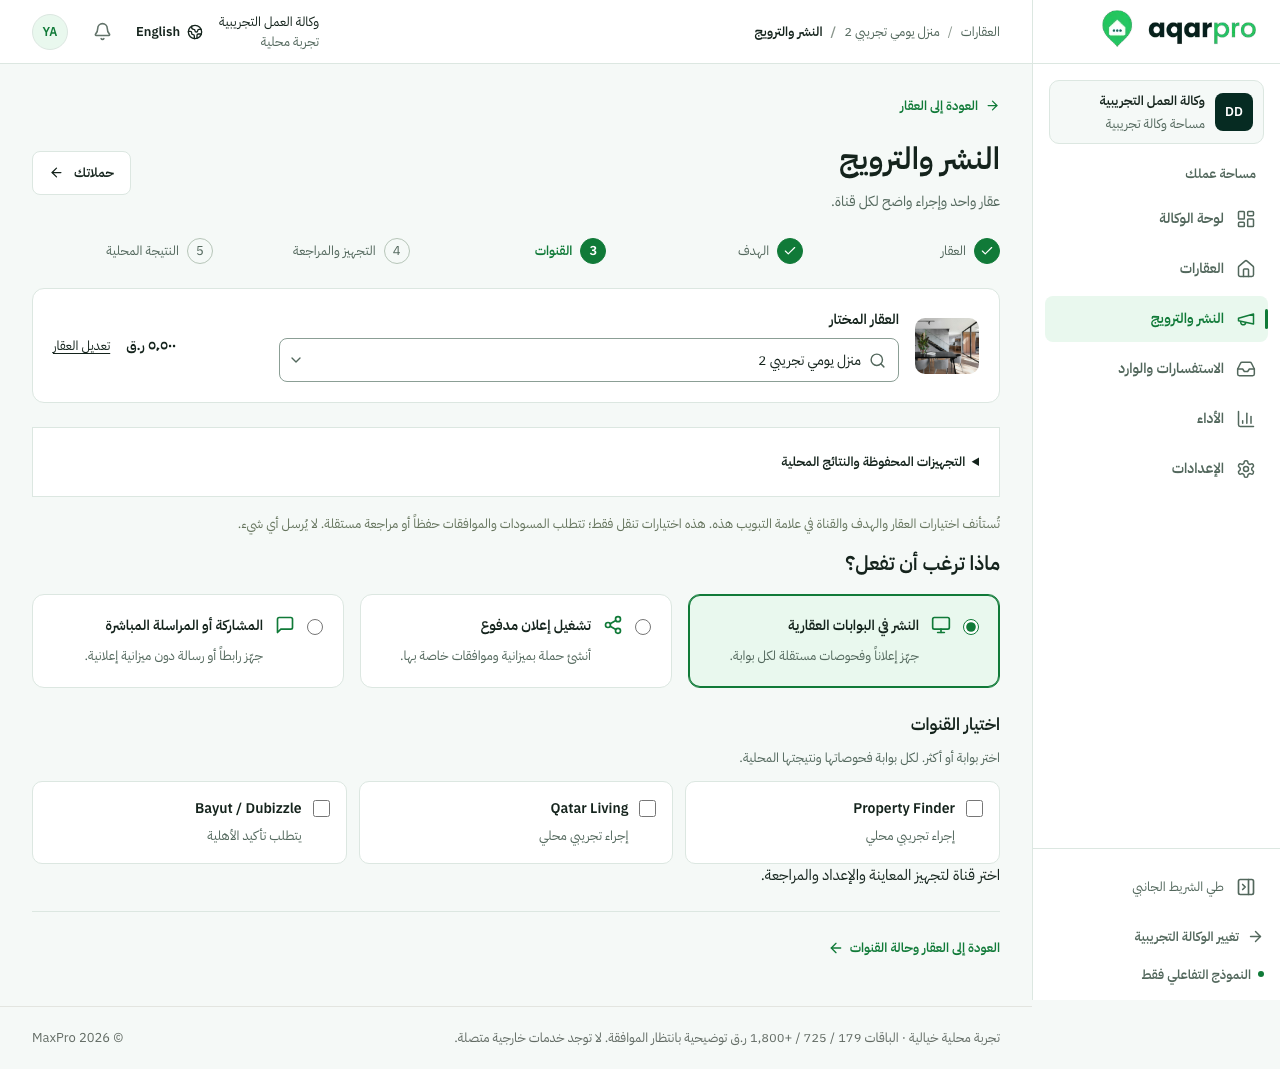 aqarpro
العقارات / منزل يومي تجريبي 2 / النشر والترويج
وكالة العمل التجريبية
تجربة محلية
English
YA
DD
وكالة العمل التجريبية
مساحة وكالة تجريبية
مساحة عملك
لوحة الوكالة
العقارات
النشر والترويج
الاستفسارات والوارد
الأداء
الإعدادات
طي الشريط الجانبي
تغيير الوكالة التجريبية
النموذج التفاعلي فقط
العودة إلى العقار
النشر والترويج
عقار واحد وإجراء واضح لكل قناة.
حملاتك
العقار
الهدف
3 القنوات
4 التجهيز والمراجعة
5 النتيجة المحلية
العقار المختار
منزل يومي تجريبي 2
٥,٥٠٠ ر.ق
تعديل العقار
التجهيزات المحفوظة والنتائج المحلية
تُستأنف اختيارات العقار والهدف والقناة في علامة التبويب هذه. هذه اختيارات تنقل فقط؛ تتطلب المسودات والموافقات حفظاً أو مراجعة مستقلة. لا يُرسل أي شيء.
ماذا ترغب أن تفعل؟
النشر في البوابات العقارية
جهّز إعلاناً وفحوصات مستقلة لكل بوابة.
تشغيل إعلان مدفوع
أنشئ حملة بميزانية وموافقات خاصة بها.
المشاركة أو المراسلة المباشرة
جهّز رابطاً أو رسالة دون ميزانية إعلانية.
اختيار القنوات
اختر بوابة أو أكثر. لكل بوابة فحوصاتها ونتيجتها المحلية.
Property Finder
إجراء تجريبي محلي
Qatar Living
إجراء تجريبي محلي
Bayut / Dubizzle
يتطلب تأكيد الأهلية
اختر قناة لتجهيز المعاينة والإعداد والمراجعة.
العودة إلى العقار وحالة القنوات
تجربة محلية خيالية · الباقات 179 / 725 / +1,800 ر.ق توضيحية بانتظار الموافقة. لا توجد خدمات خارجية متصلة.
© 2026 MaxPro